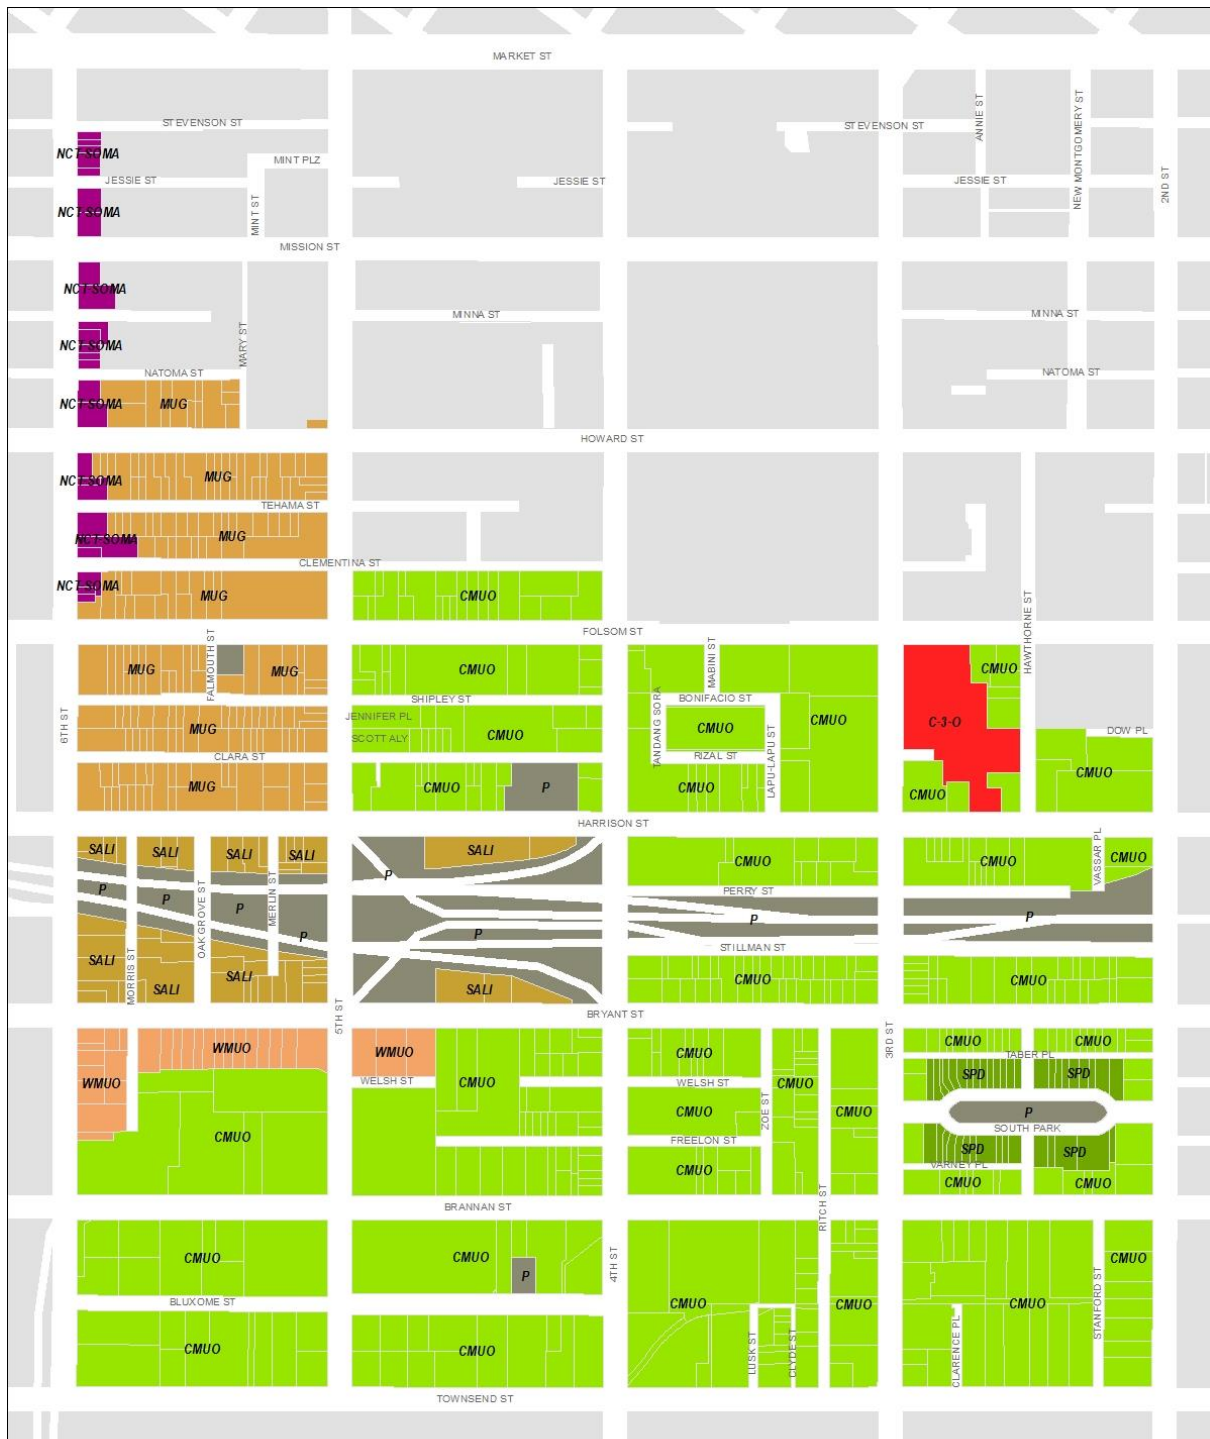 MARKET ST
STEVENSON ST
STEVENSON ST
ANNIE ST
NEW MONTGOMERY ST
2ND ST
NCT-SOMA
MINT PLZ
JESSIE ST
JESSIE ST
JESSIE ST
MINT ST
NCT-SOMA
MISSION ST
NCT-SOMA
MINNA ST
MINNA ST
NCT-SOMA
MARY ST
NATOMA ST
NATOMA ST
NCT-SOMA
MUG
HOWARD ST
NCT-SOMA
MUG
TEHAMA ST
NCT-SOMA
MUG
CLEMENTINA ST
NCT-SOMA
MUG
CMUO
HAWTHORNE ST
FOLSOM ST
FALMOUTH ST
MABINI ST
MUG
MUG
CMUO
CMUO
SHIPLEY ST
BONIFACIO ST
TANDANG SORA
JENNIFER PL
6TH ST
MUG
CMUO
CMUO
CMUO
C-3-O
SCOTT ALY
DOW PL
CLARA ST
RIZAL ST
LAPU-LAPU ST
MUG
CMUO
P
CMUO
CMUO
CMUO
HARRISON ST
SALI
SALI
SALI
SALI
SALI
CMUO
CMUO
VASSAR PL
CMUO
P
P
P
P
P
PERRY ST
OAK GROVE ST
MERLIN ST
P
P
P
P
STILLMAN ST
MORRIS ST
SALI
SALI
SALI
SALI
CMUO
CMUO
5TH ST
BRYANT ST
3RD ST
WMUO
WMUO
CMUO
CMUO
CMUO
TABER PL
WMUO
WELSH ST
CMUO
WELSH ST
CMUO
SPD
SPD
ZOE ST
CMUO
P
SOUTH PARK
CMUO
FREELON ST
SPD
SPD
CMUO
VARNEY PL
CMUO
CMUO
RITCH ST
BRANNAN ST
CMUO
CMUO
P
4TH ST
CMUO
STANFORD ST
BLUXOME ST
CMUO
CMUO
CMUO
CMUO
CMUO
LUSK ST
CLYDE ST
CLARENCE PL
TOWNSEND ST